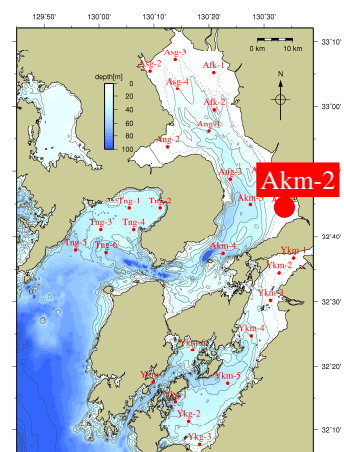 129°50' 130°00' 130°10' 130°20' 130°30'
33°10'
33°00'
32°50'
32°40'
32°30'
32°20'
32°10'
0 km 10 km
N
depth[m]
0
20
40
60
80
100
Asg-3
Asg-2
Afk-1
Asg-4
Afk-2
Ang-1
Ang-2
Ang-3
Akm-2
Akm-3
Akm-4
Tng-1
Tng-2
Tng-3
Tng-4
Tng-5
Tng-6
Ykm-1
Ykm-2
Ykm-3
Ykm-4
Ykm-5
Ykg-2
Ykg-3